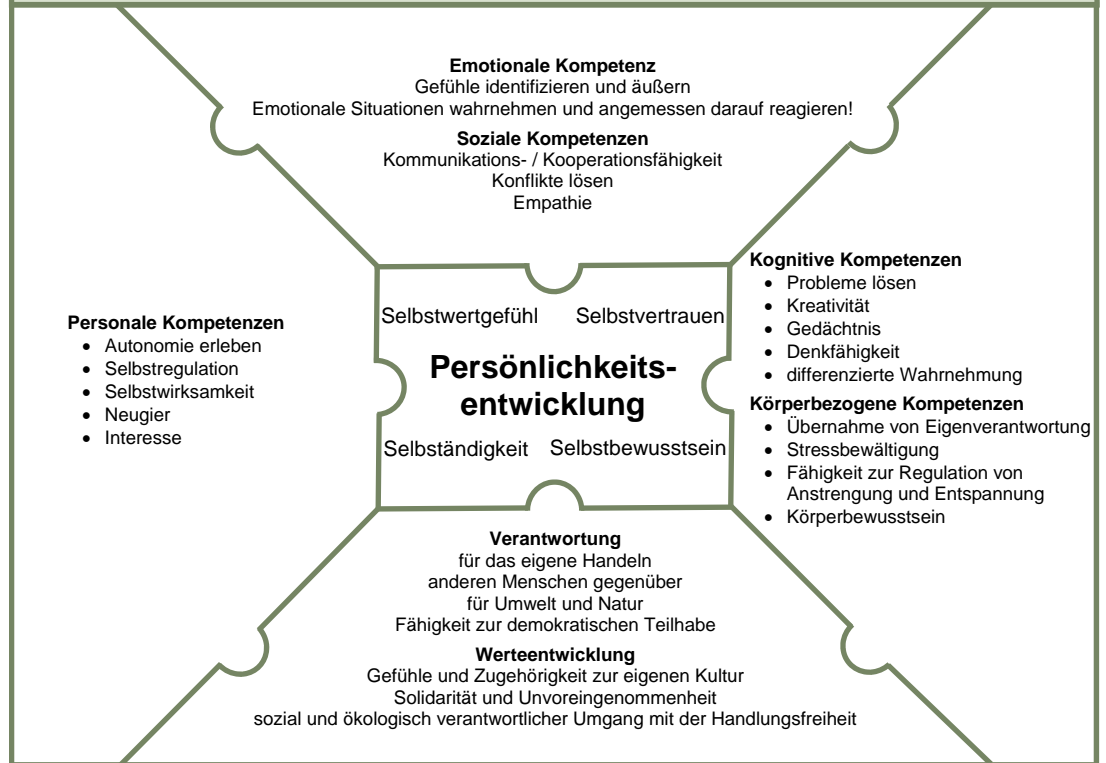 Emotionale Kompetenz
Gefühle identifizieren und äußern
Emotionale Situationen wahrnehmen und angemessen darauf reagieren!
Soziale Kompetenzen
Kommunikations- / Kooperationsfähigkeit
Konflikte lösen
Empathie
Personale Kompetenzen
• Autonomie erleben
• Selbstregulation
• Selbstwirksamkeit
• Neugier
• Interesse
Selbstwertgefühl Selbstvertrauen
Persönlichkeits-
entwicklung
Selbständigkeit Selbstbewusstsein
Kognitive Kompetenzen
• Probleme lösen
• Kreativität
• Gedächtnis
• Denkfähigkeit
• differenzierte Wahrnehmung
Körperbezogene Kompetenzen
• Übernahme von Eigenverantwortung
• Stressbewältigung
• Fähigkeit zur Regulation von
Anstrengung und Entspannung
• Körperbewusstsein
Verantwortung
für das eigene Handeln
anderen Menschen gegenüber
für Umwelt und Natur
Fähigkeit zur demokratischen Teilhabe
Werteentwicklung
Gefühle und Zugehörigkeit zur eigenen Kultur
Solidarität und Unvoreingenommenheit
sozial und ökologisch verantwortlicher Umgang mit der Handlungsfreiheit